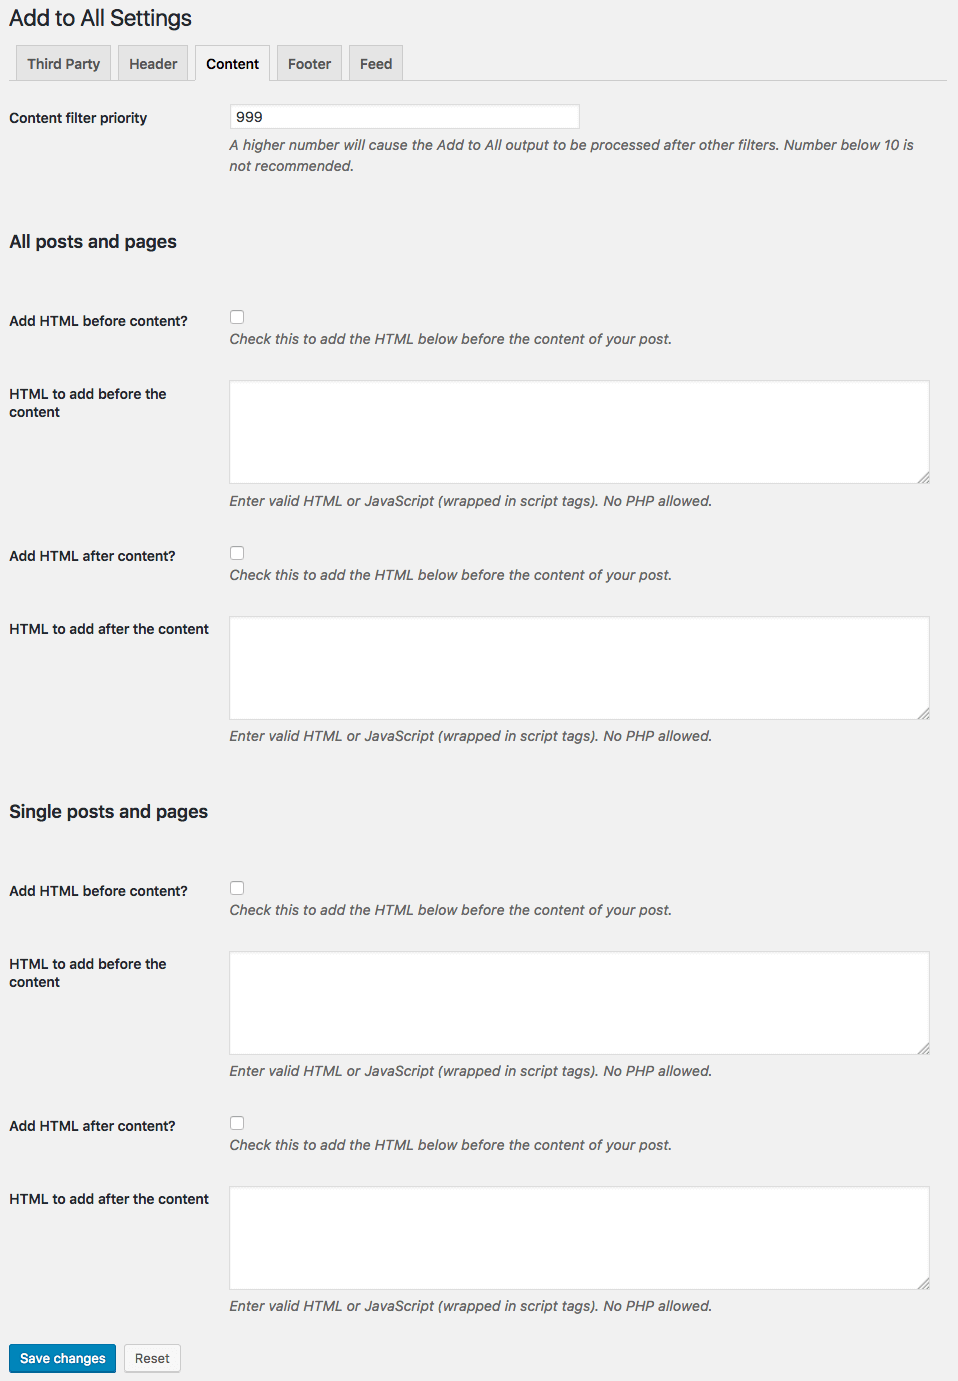 Add to All Settings
Third Party Header Content Footer Feed
Content filter priority
999
A higher number will cause the Add to All output to be processed after other filters. Number below 10 is
not recommended.
All posts and pages
Add HTML before content?
Check this to add the HTML below before the content of your post.
HTML to add before the
content
Enter valid HTML or JavaScript (wrapped in script tags). No PHP allowed.
Add HTML after content?
Check this to add the HTML below before the content of your post.
HTML to add after the content
Enter valid HTML or JavaScript (wrapped in script tags). No PHP allowed.
Single posts and pages
Add HTML before content?
Check this to add the HTML below before the content of your post.
HTML to add before the
content
Enter valid HTML or JavaScript (wrapped in script tags). No PHP allowed.
Add HTML after content?
Check this to add the HTML below before the content of your post.
HTML to add after the content
Enter valid HTML or JavaScript (wrapped in script tags). No PHP allowed.
Save changes Reset